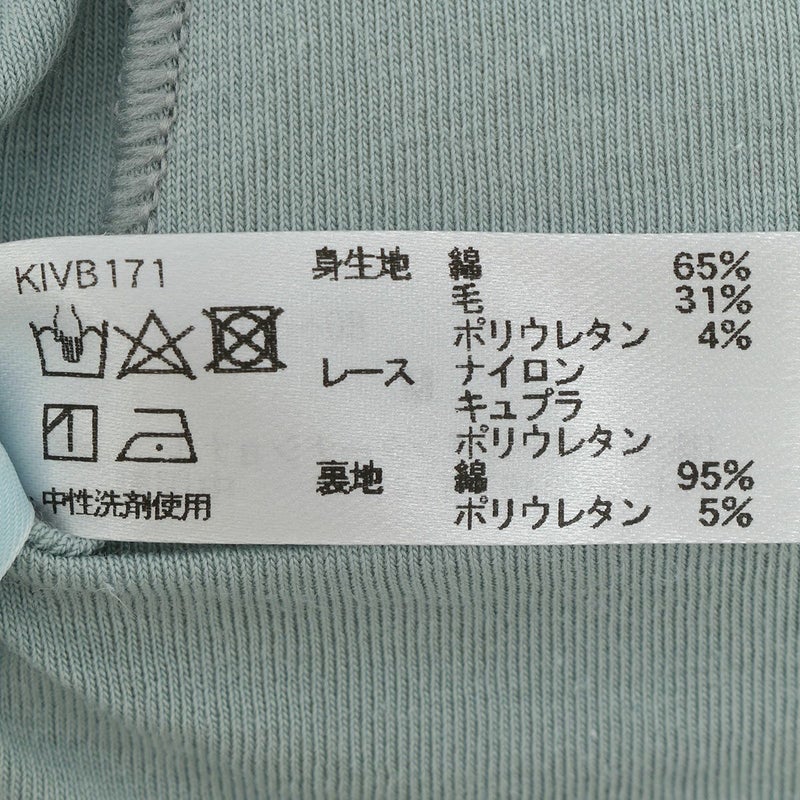 KIVB171
身生地 綿 65%
毛 31%
ポリウレタン 4%
レース ナイロン
キュプラ
ポリウレタン
裏地 綿 95%
ポリウレタン 5%
中性洗剤使用